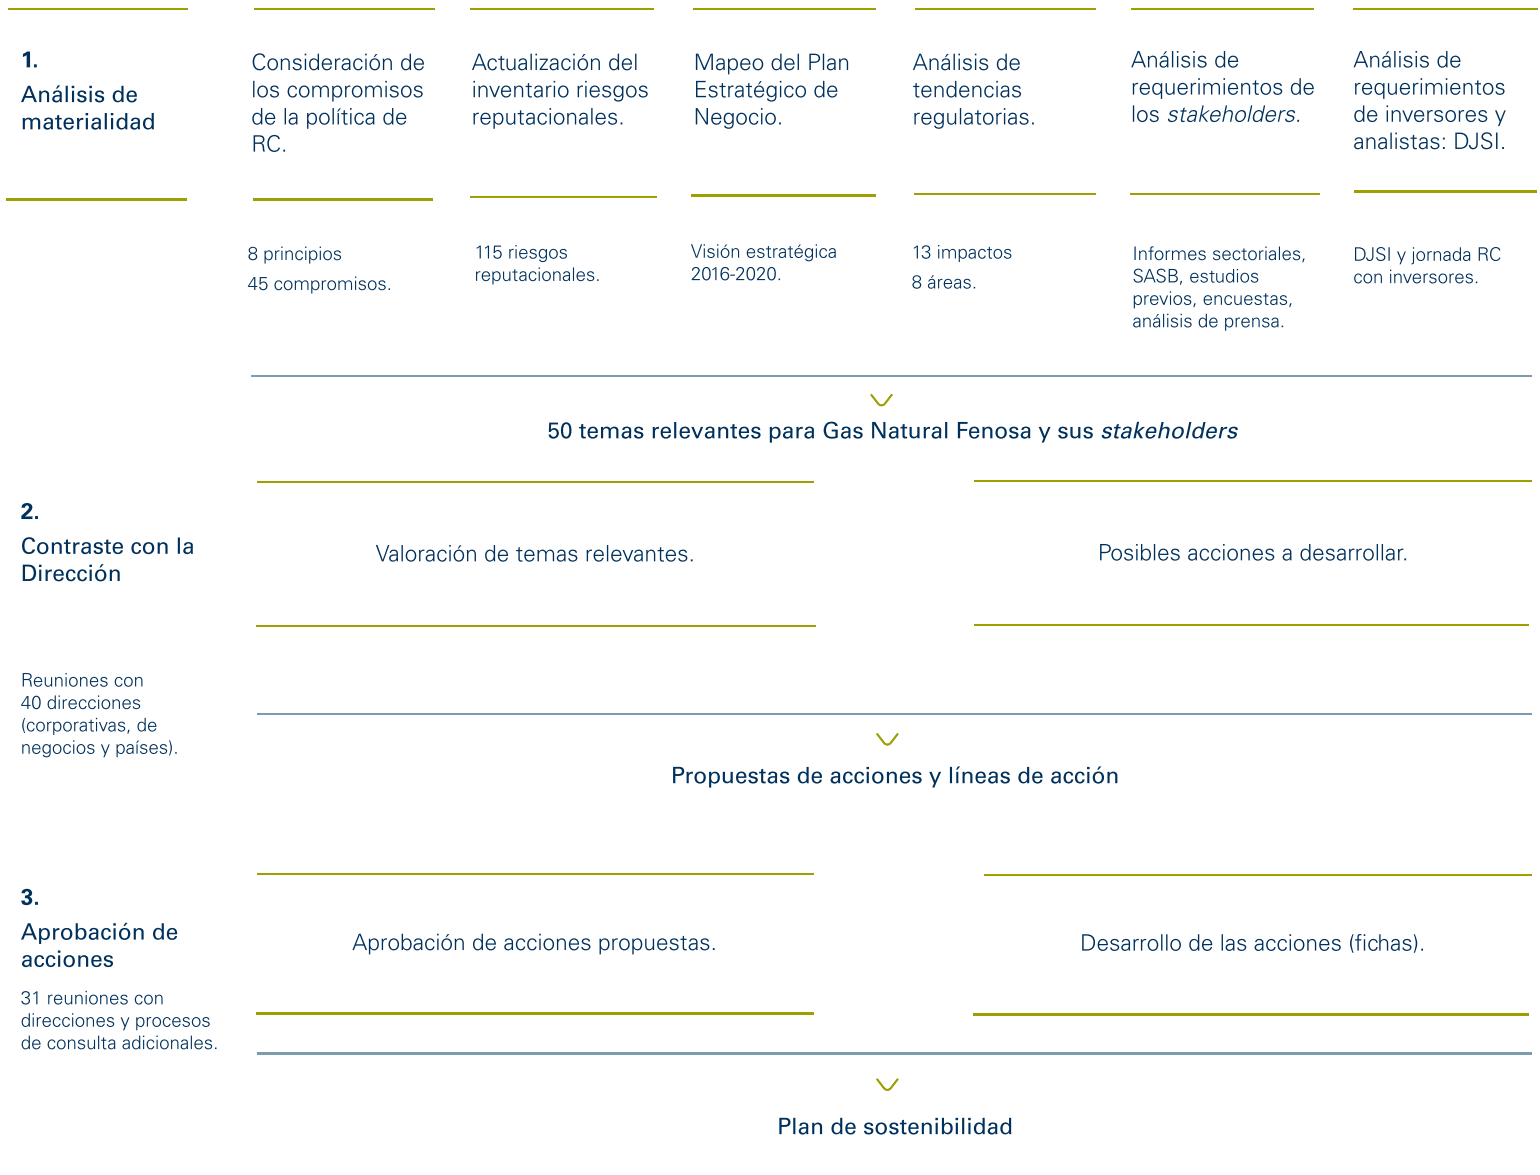 1.
Análisis de
materialidad
Consideración de
los compromisos
de la política de
RC.
Actualización del
inventario riesgos
reputacionales.
Mapeo del Plan
Estratégico de
Negocio.
Análisis de
tendencias
regulatorias.
Análisis de
requerimientos de
los stakeholders.
Análisis de
requerimientos
de inversores y
analistas: DJSI.
8 principios
45 compromisos.
115 riesgos
reputacionales.
Visión estratégica
2016-2020.
13 impactos
8 áreas.
Informes sectoriales,
SASB, estudios
previos, encuestas,
análisis de prensa.
DJSI y jornada RC
con inversores.
50 temas relevantes para Gas Natural Fenosa y sus stakeholders
2.
Contraste con la
Dirección
Valoración de temas relevantes.
Posibles acciones a desarrollar.
Reuniones con
40 direcciones
(corporativas, de
negocios y países).
Propuestas de acciones y líneas de acción
3.
Aprobación de
acciones
31 reuniones con
direcciones y procesos
de consulta adicionales.
Aprobación de acciones propuestas.
Desarrollo de las acciones (fichas).
Plan de sostenibilidad